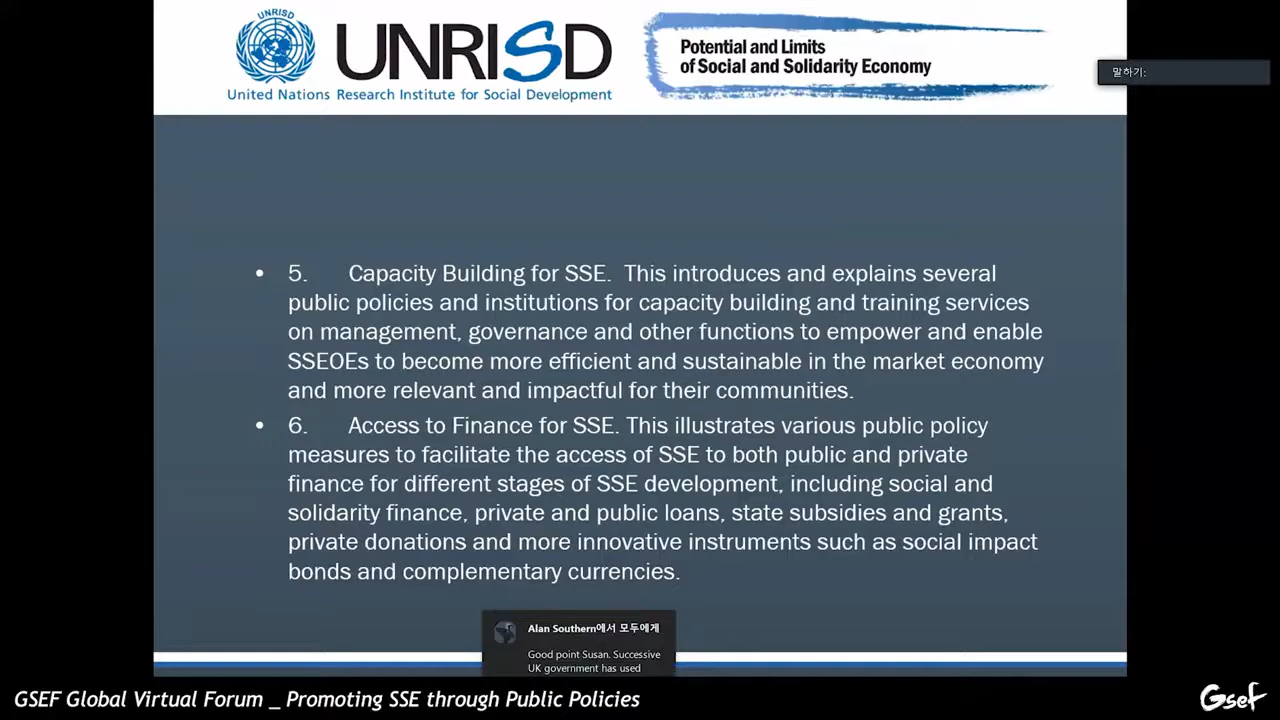 UNRISD
UNRISD
United Nations Research Institute for Social Development
Potential and Limits
of Social and Solidarity Economy
말하기:
• 5. Capacity Building for SSE. This introduces and explains several
public policies and institutions for capacity building and training services
on management, governance and other functions to empower and enable
SSEOEs to become more efficient and sustainable in the market economy
and more relevant and impactful for their communities.
• 6. Access to Finance for SSE. This illustrates various public policy
measures to facilitate the access of SSE to both public and private
finance for different stages of SSE development, including social and
solidarity finance, private and public loans, state subsidies and grants,
private donations and more innovative instruments such as social impact
bonds and complementary currencies.
Alan Southern에서 모두에게
Good point Susan. Successive
UK government has used
GSEF Global Virtual Forum _ Promoting SSE through Public Policies
Gsef